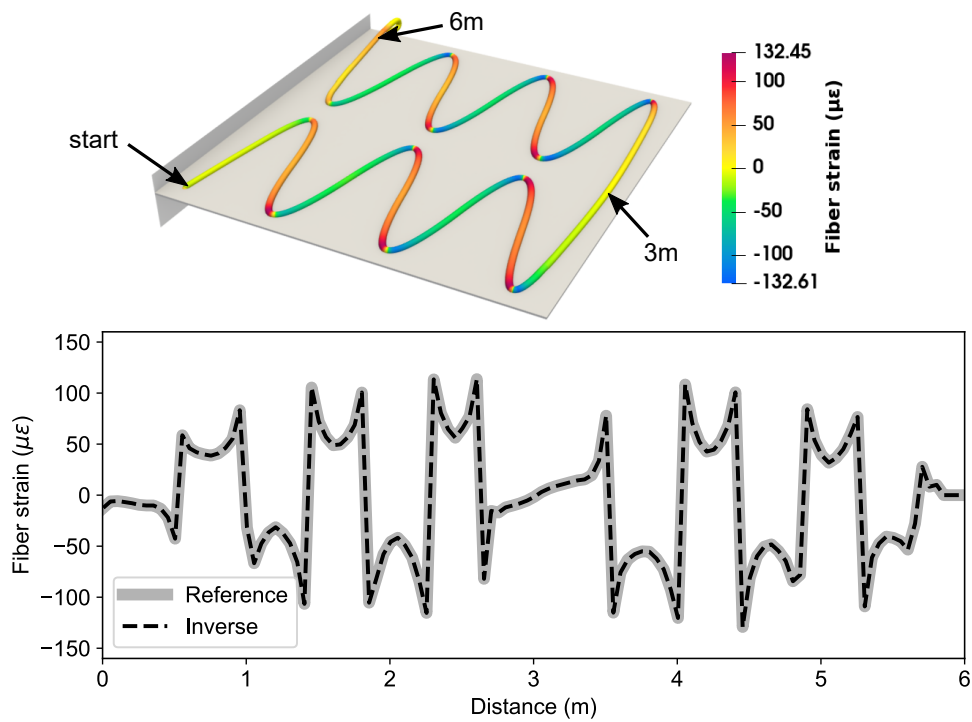 6m
start
3m
132.45
100
50
0
-50
-100
-132.61
Fiber strain (µε)
150
100
50
0
−50
−100
−150
Fiber strain (με)
Reference
Inverse
0
1
2
3
4
5
6
Distance (m)